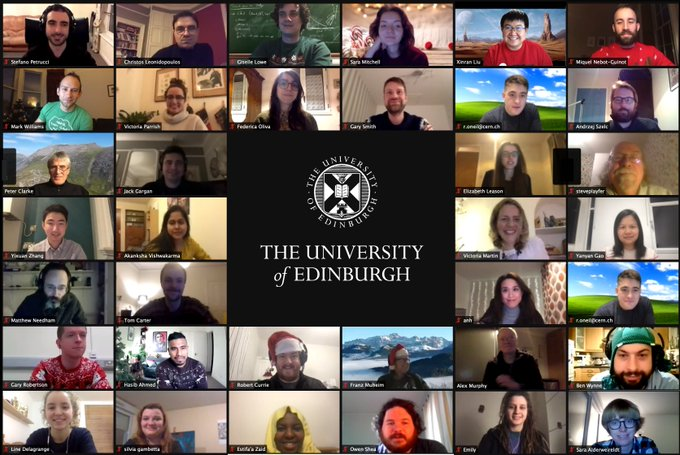 Stefano Petrucci
Christos Leonidopoulos
Giselle Lowe
Sara Mitchell
Xinran Liu
Miquel Nebot-Guinot
Mark Williams
Victoria Parrish
Federica Oliva
Gary Smith
r.oneil@cern.ch
Andrzej Szelc
Peter Clarke
Jack Gargan
THE UNIVERSITY OF EDINBURGH
Elizabeth Leason
steveplayfer
THE UNIVERSITY
of EDINBURGH
Yixuan Zhang
Akanksha Vishwakarma
Victoria Martin
Yanyan Gao
Matthew Needham
Tom Carter
anh
r.oneil@cern.ch
Gary Robertson
Hasib Ahmed
Robert Currie
Franz Muheim
Alex Murphy
Ben Wynne
Line Delagrange
silvia gambetta
Estifa'a Zaid
Owen Shea
Emily
Sara Alderweireldt